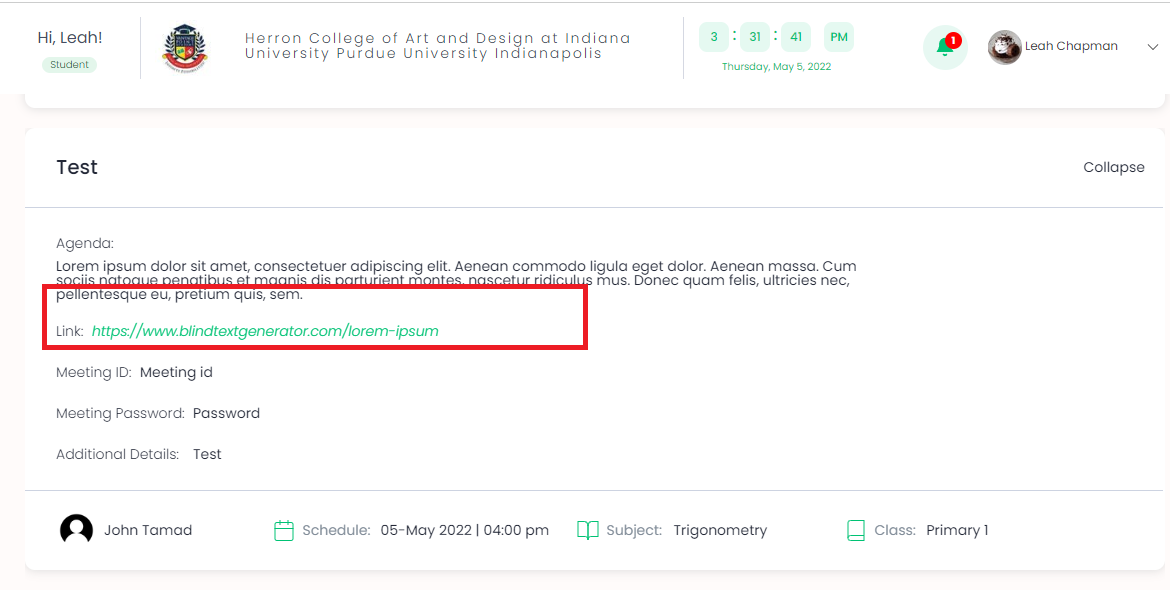 Hi, Leah!
Student
Herron College of Art and Design at Indiana
University Purdue University Indianapolis
3 : 31 : 41 PM
Thursday, May 5, 2022
1
Leah Chapman
Test
Collapse
Agenda:
Lorem ipsum dolor sit amet, consectetuer adipiscing elit. Aenean commodo ligula eget dolor. Aenean massa. Cum
sociis natoque penatibus et magnis dis parturient montes, nascetur ridiculus mus. Donec quam felis, ultricies nec,
pellentesque eu, pretium quis, sem.
Link: https://www.blindtextgenerator.com/lorem-ipsum
Meeting ID: Meeting id
Meeting Password: Password
Additional Details: Test
John Tamad
Schedule: 05-May 2022 | 04:00 pm
Subject: Trigonometry
Class: Primary 1